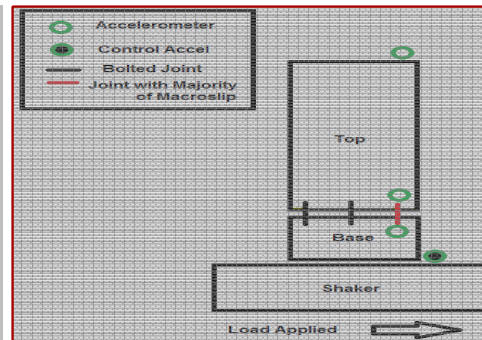 Accelerometer
Control Accel
Bolted Joint
Joint with Majority
of Macroslip
Top
Base
Shaker
Load Applied